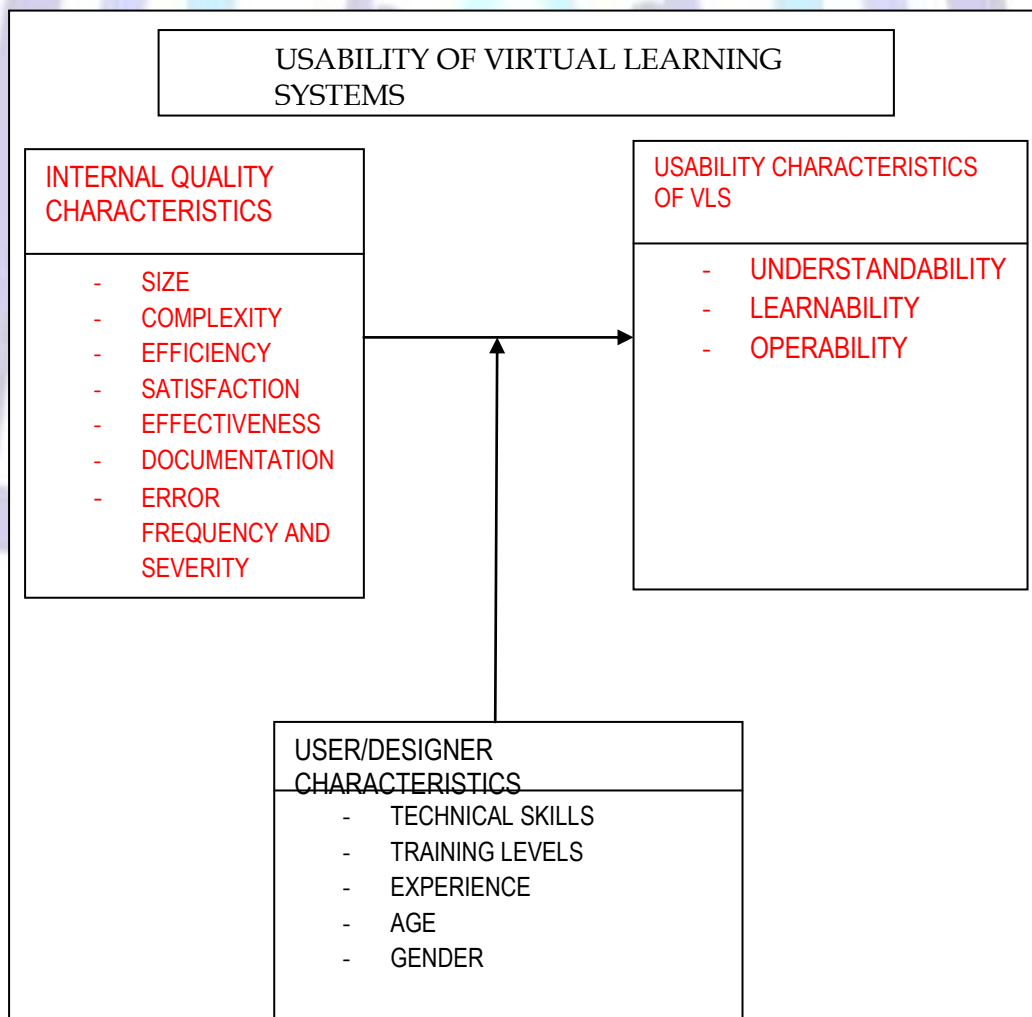 USABILITY OF VIRTUAL LEARNING
SYSTEMS
INTERNAL QUALITY
CHARACTERISTICS
- SIZE
- COMPLEXITY
- EFFICIENCY
- SATISFACTION
- EFFECTIVENESS
- DOCUMENTATION
- ERROR
FREQUENCY AND
SEVERITY
USABILITY CHARACTERISTICS
OF VLS
- UNDERSTANDABILITY
- LEARNABILITY
- OPERABILITY
USER/DESIGNER
CHARACTERISTICS
- TECHNICAL SKILLS
- TRAINING LEVELS
- EXPERIENCE
- AGE
- GENDER